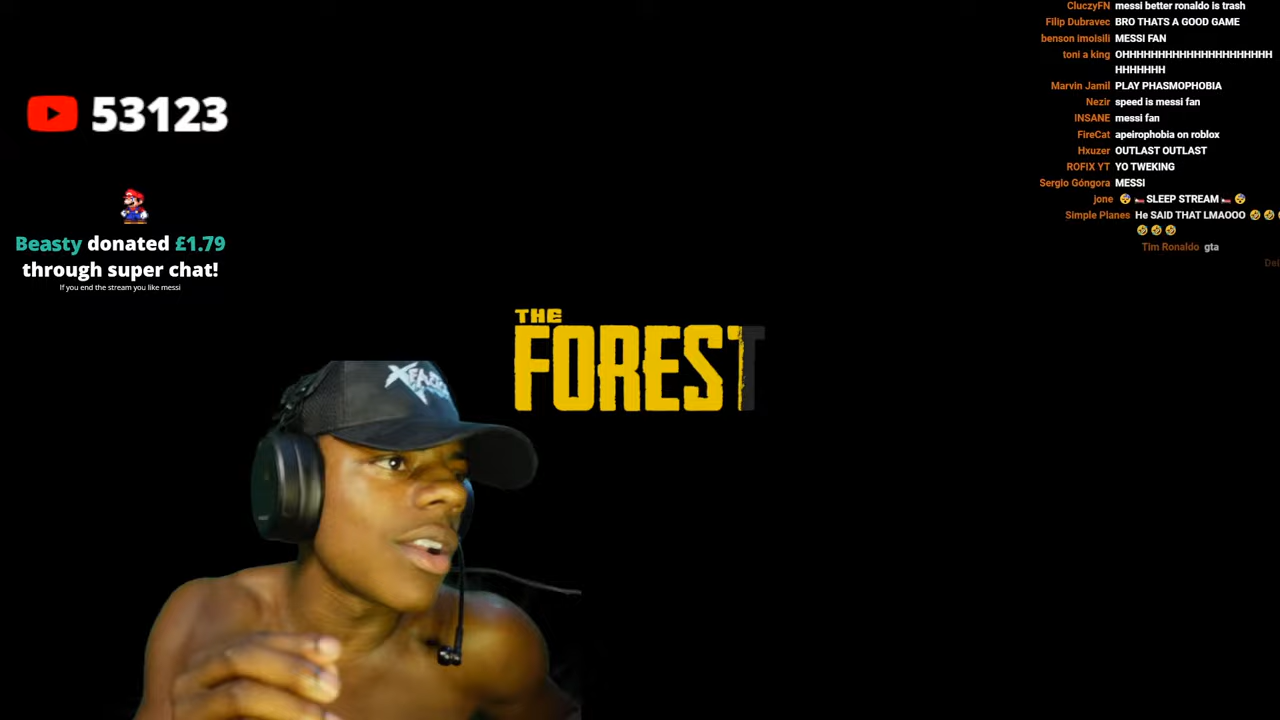 53123
Beasty donated £1.79
through super chat!
If you end the stream you like messi
THE
FOREST
CluczyFN messi better ronaldo is trash
Filip Dubravec BRO THATS A GOOD GAME
benson imoisili MESSI FAN
toni a king OHHHHHHHHHHHHHHHHHHHHH
HHHHHHH
Marvin Jamil PLAY PHASMOPHOBIA
Nezir speed is messi fan
INSANE messi fan
FireCat apeirophobia on roblox
Hxuzer OUTLAST OUTLAST
ROFIX YT YO TWEKING
Sergio Góngora MESSI
jone 😴 🛏️ SLEEP STREAM 🛏️ 😴
Simple Planes He SAID THAT LMAOOO 🤣 🤣
🤣 🤣 🤣
Tim Ronaldo gta